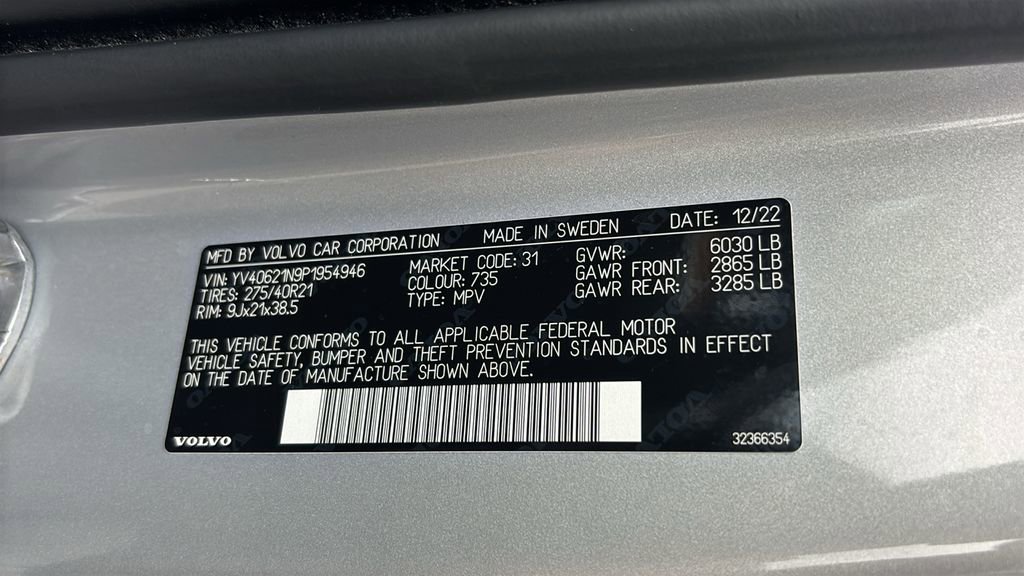 MFD BY VOLVO CAR CORPORATION MADE IN SWEDEN DATE: 12/22
VIN: YV40621N9P1954946 MARKET CODE: 31 GVWR: 6030 LB
TIRES: 275/40R21 COLOUR: 735 GAWR FRONT: 2865 LB
RIM: 9Jx21x38.5 TYPE: MPV GAWR REAR: 3285 LB
THIS VEHICLE CONFORMS TO ALL APPLICABLE FEDERAL MOTOR
VEHICLE SAFETY, BUMPER AND THEFT PREVENTION STANDARDS IN EFFECT
ON THE DATE OF MANUFACTURE SHOWN ABOVE.
VOLVO 32366354